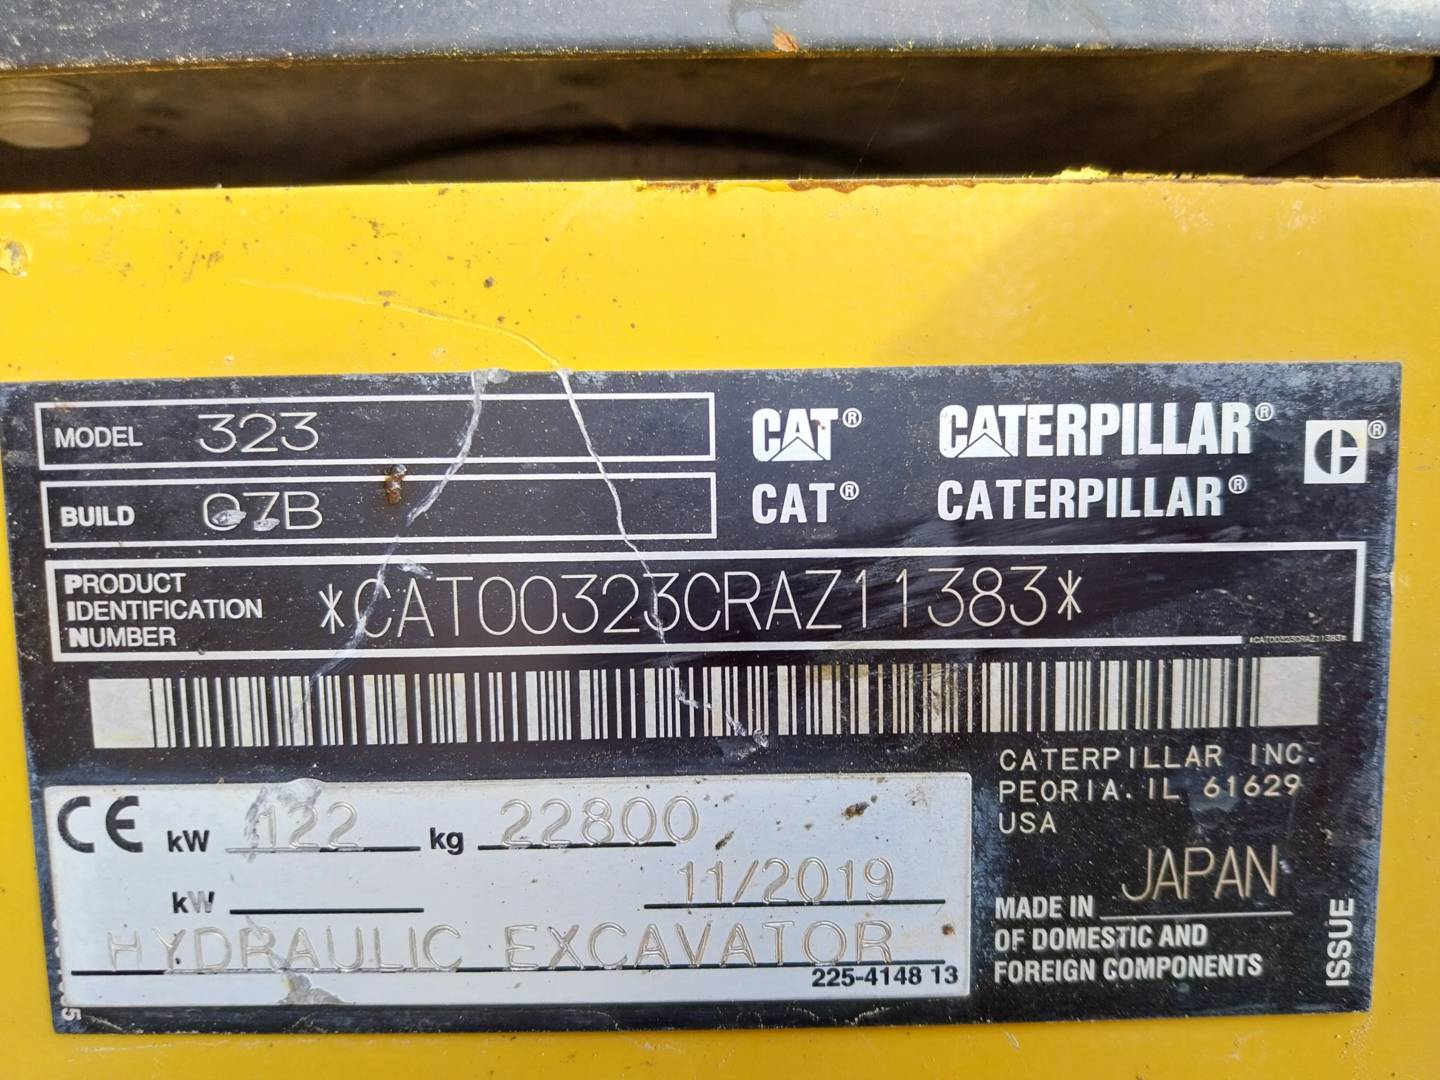 MODEL 323
BUILD 07B
CAT® CATERPILLAR®
CAT® CATERPILLAR®
PRODUCT
IDENTIFICATION
NUMBER
*CAT00323CRAZ11383*
*CAT00323CRAZ11383*
CATERPILLAR INC.
PEORIA. IL 61629
USA
CE kW 122 kg 22800
kW 11/2019
HYDRAULIC EXCAVATOR
225-4148 13
MADE IN JAPAN
OF DOMESTIC AND
FOREIGN COMPONENTS
ISSUE